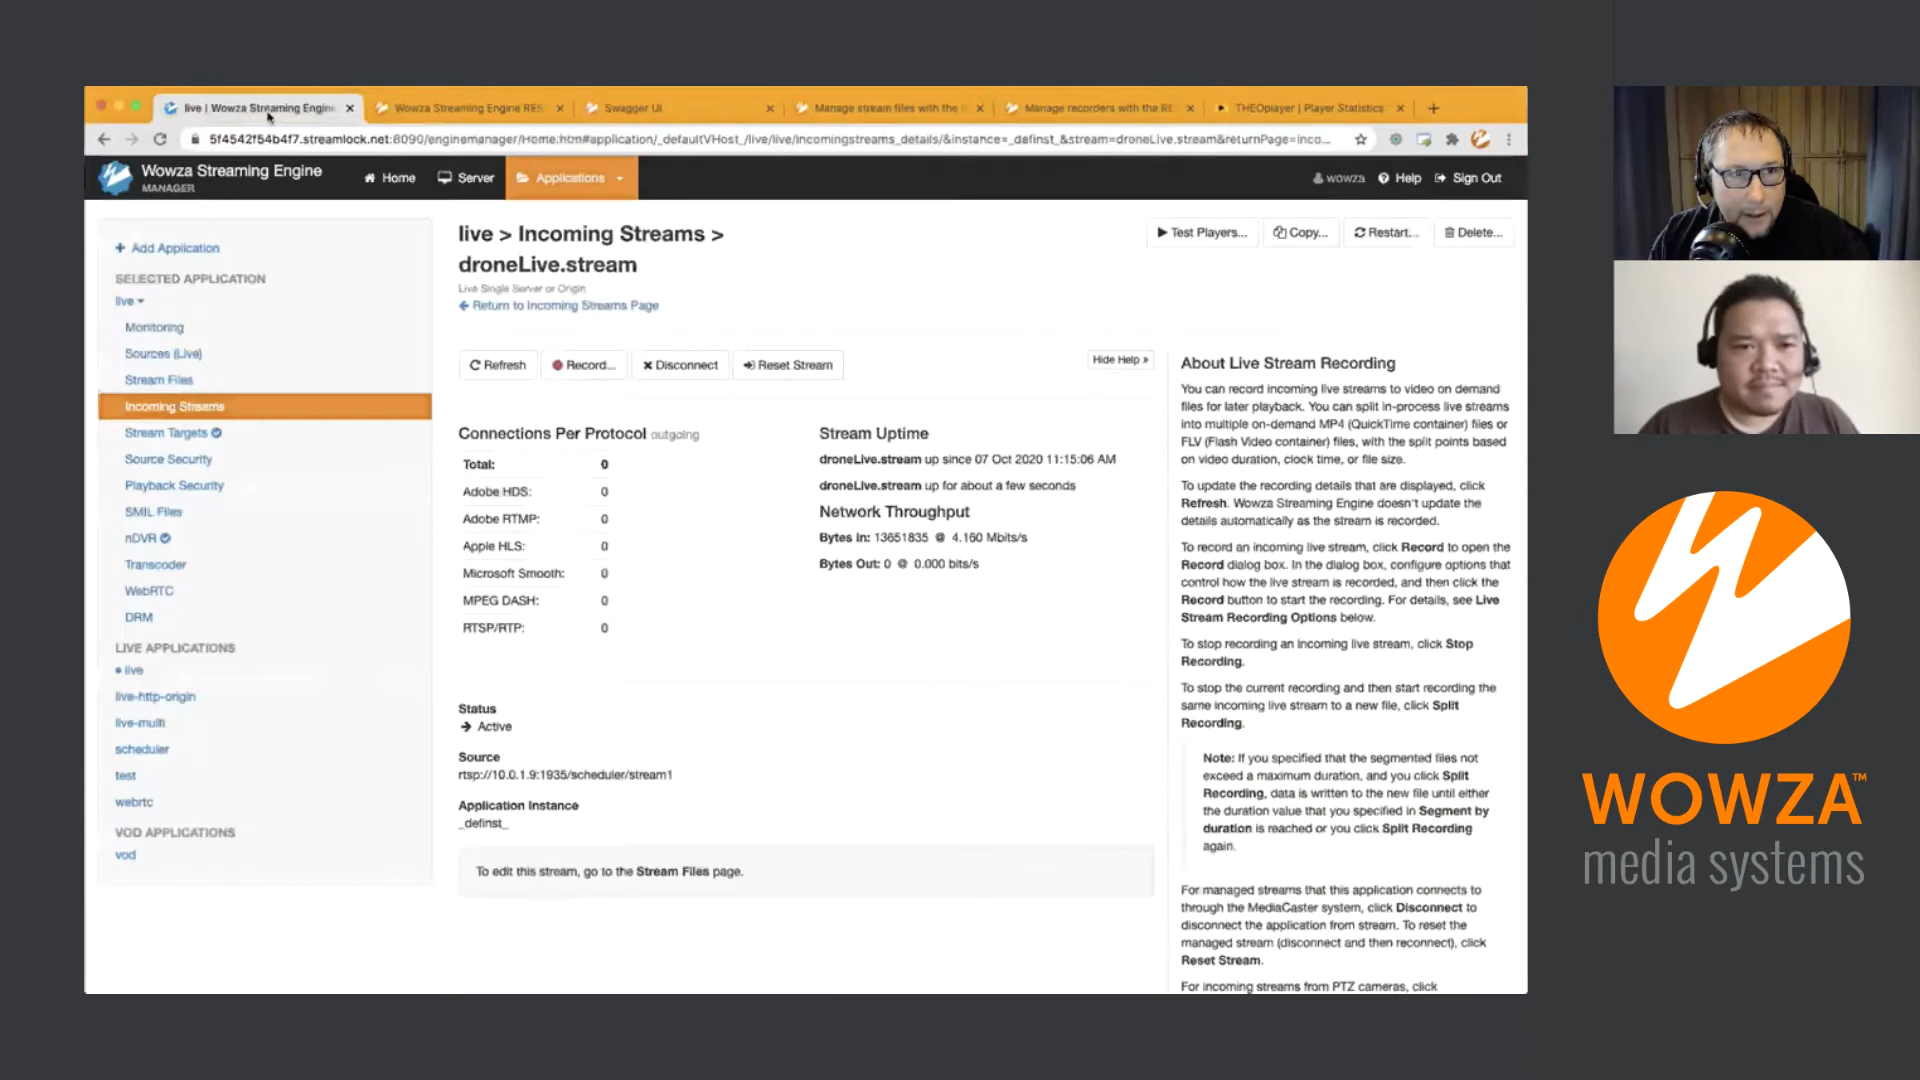 live | Wowza Streaming Engine
Wowza Streaming Engine RES
Swagger UI
Manage stream files with the R
Manage recorders with the RE
THEOplayer | Player Statistics
5f4542f54b4f7.streamlock.net:8090/enginemanager/Home.htm#application/_defaultVHost_/live/live/incomingstreams_details/&instance=_definst_&stream=droneLive.stream&returnPage=inco...
Wowza Streaming Engine
MANAGER
Home
Server
Applications
wowza
Help
Sign Out
Add Application
SELECTED APPLICATION
live
Monitoring
Sources (Live)
Stream Files
Incoming Streams
Stream Targets
Source Security
Playback Security
SMIL Files
nDVR
Transcoder
WebRTC
DRM
LIVE APPLICATIONS
live
live-http-origin
live-multi
scheduler
test
webrtc
VOD APPLICATIONS
vod
live > Incoming Streams >
droneLive.stream
Live Single Server or Origin
Return to Incoming Streams Page
Test Players...
Copy...
Restart...
Delete...
Refresh
Record...
Disconnect
Reset Stream
Hide Help »
Connections Per Protocol outgoing
Total: 0
Adobe HDS: 0
Adobe RTMP: 0
Apple HLS: 0
Microsoft Smooth: 0
MPEG DASH: 0
RTSP/RTP: 0
Stream Uptime
droneLive.stream up since 07 Oct 2020 11:15:06 AM
droneLive.stream up for about a few seconds
Network Throughput
Bytes In: 13651835 @ 4.160 Mbits/s
Bytes Out: 0 @ 0.000 bits/s
Status
Active
Source
rtsp://10.0.1.9:1935/scheduler/stream1
Application Instance
_definst_
To edit this stream, go to the Stream Files page.
About Live Stream Recording
You can record incoming live streams to video on demand
files for later playback. You can split in-process live streams
into multiple on-demand MP4 (QuickTime container) files or
FLV (Flash Video container) files, with the split points based
on video duration, clock time, or file size.
To update the recording details that are displayed, click
Refresh. Wowza Streaming Engine doesn't update the
details automatically as the stream is recorded.
To record an incoming live stream, click Record to open the
Record dialog box. In the dialog box, configure options that
control how the live stream is recorded, and then click the
Record button to start the recording. For details, see Live
Stream Recording Options below.
To stop recording an incoming live stream, click Stop
Recording.
To stop the current recording and then start recording the
same incoming live stream to a new file, click Split
Recording.
Note: If you specified that the segmented files not
exceed a maximum duration, and you click Split
Recording, data is written to the new file until either
the duration value that you specified in Segment by
duration is reached or you click Split Recording
again.
For managed streams that this application connects to
through the MediaCaster system, click Disconnect to
disconnect the application from stream. To reset the
managed stream (disconnect and then reconnect), click
Reset Stream.
For incoming streams from PTZ cameras, click
WOWZA™
media systems